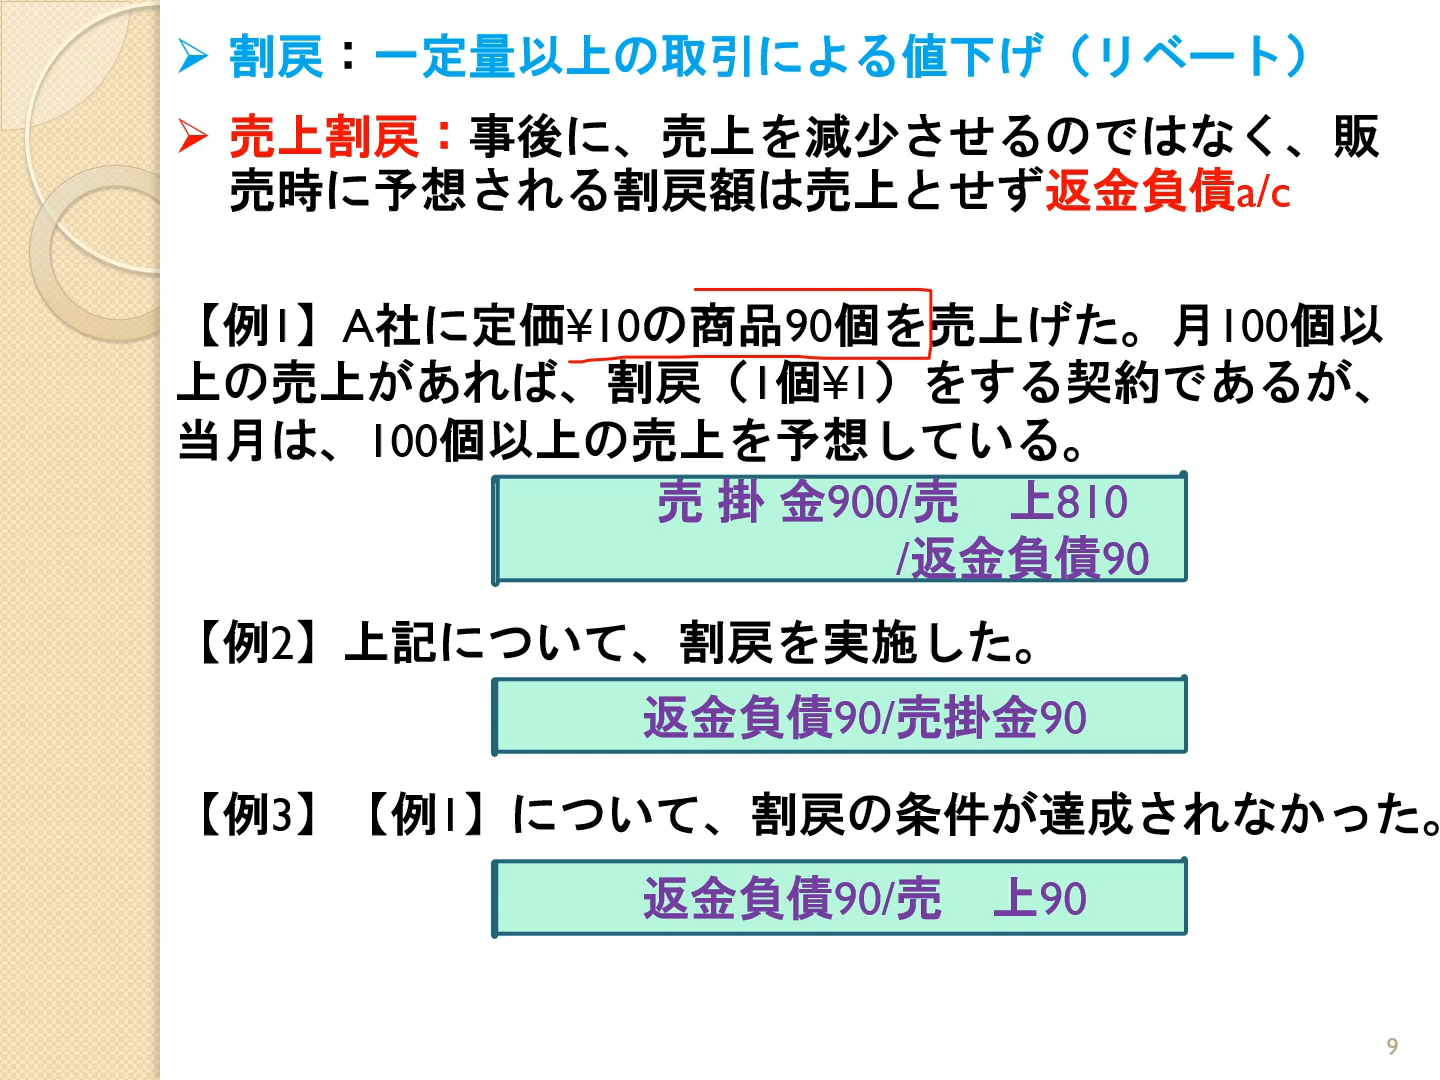 ➢ 割戻：一定量以上の取引による値下げ（リベート）
➢ 売上割戻：事後に、売上を減少させるのではなく、販
売時に予想される割戻額は売上とせず返金負債a/c
【例1】A社に定価¥10の商品90個を売上げた。月100個以
上の売上があれば、割戻（1個¥1）をする契約であるが、
当月は、100個以上の売上を予想している。
売 掛 金900/売　上810
/返金負債90
【例2】上記について、割戻を実施した。
返金負債90/売掛金90
【例3】【例1】について、割戻の条件が達成されなかった。
返金負債90/売　上90
9